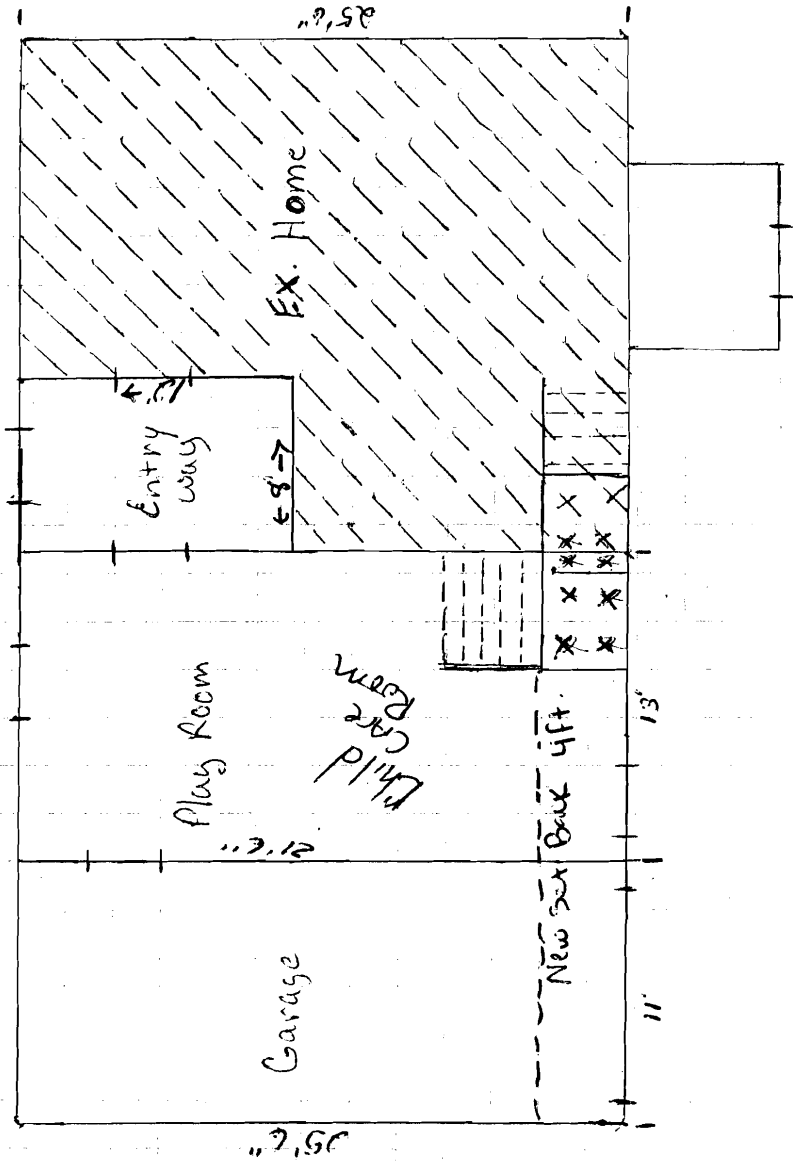 25'6"
Ex. Home
12' →
Entry
way
← 8' →
Play Room
Child
Care
Room
21'6"
13'
New Set Back 4ft.
Garage
11'
25'6"